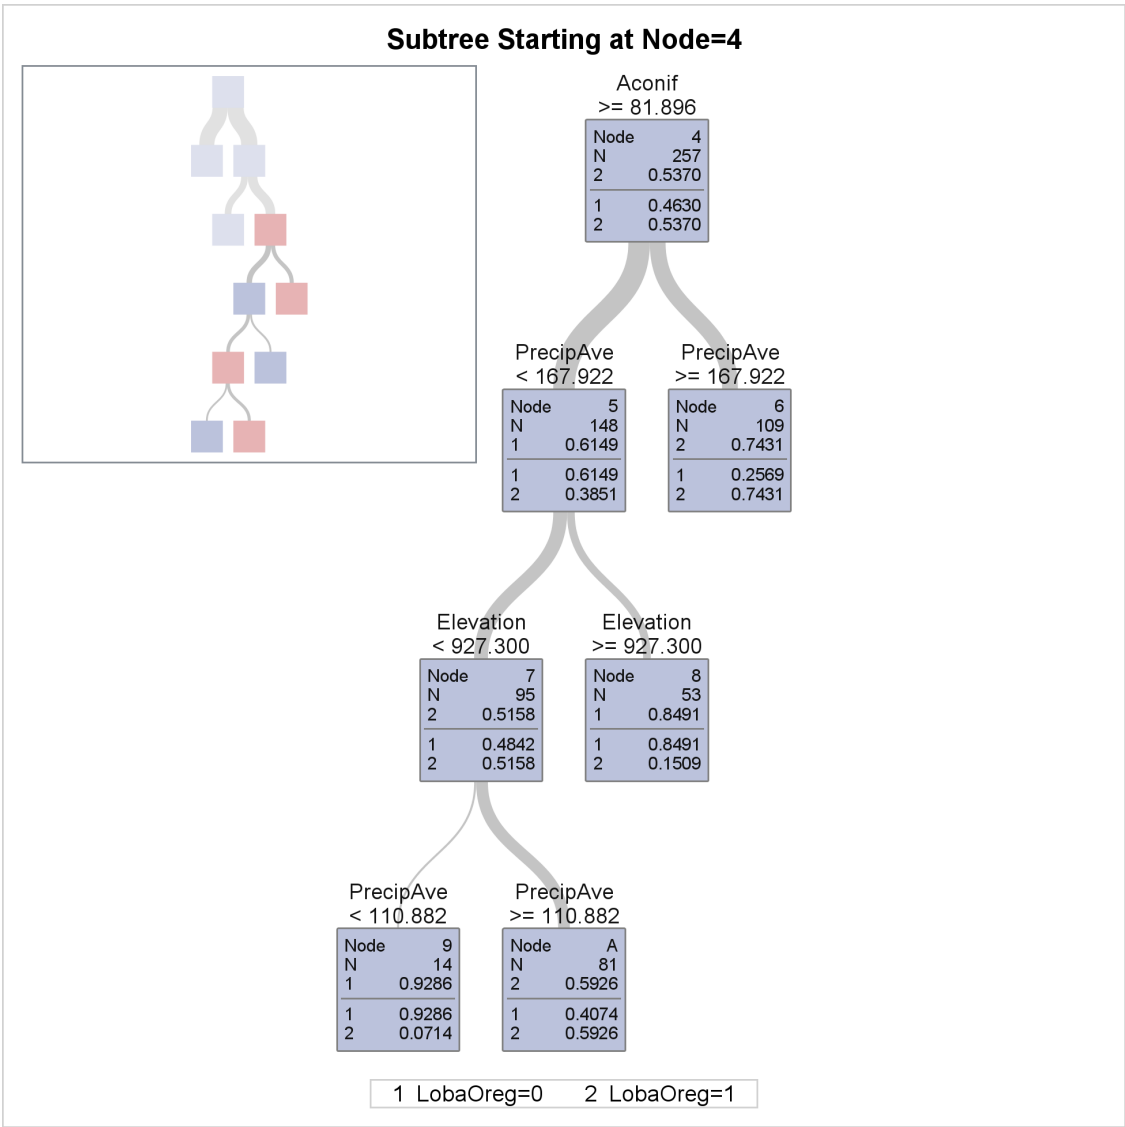 Subtree Starting at Node=4
Aconif
>= 81.896
Node 4
N 257
2 0.5370
1 0.4630
2 0.5370
PrecipAve
< 167.922
Node 5
N 148
1 0.6149
1 0.6149
2 0.3851
PrecipAve
>= 167.922
Node 6
N 109
2 0.7431
1 0.2569
2 0.7431
Elevation
< 927.300
Node 7
N 95
2 0.5158
1 0.4842
2 0.5158
Elevation
>= 927.300
Node 8
N 53
1 0.8491
1 0.8491
2 0.1509
PrecipAve
< 110.882
Node 9
N 14
1 0.9286
1 0.9286
2 0.0714
PrecipAve
>= 110.882
Node A
N 81
2 0.5926
1 0.4074
2 0.5926
1 LobaOreg=0 2 LobaOreg=1